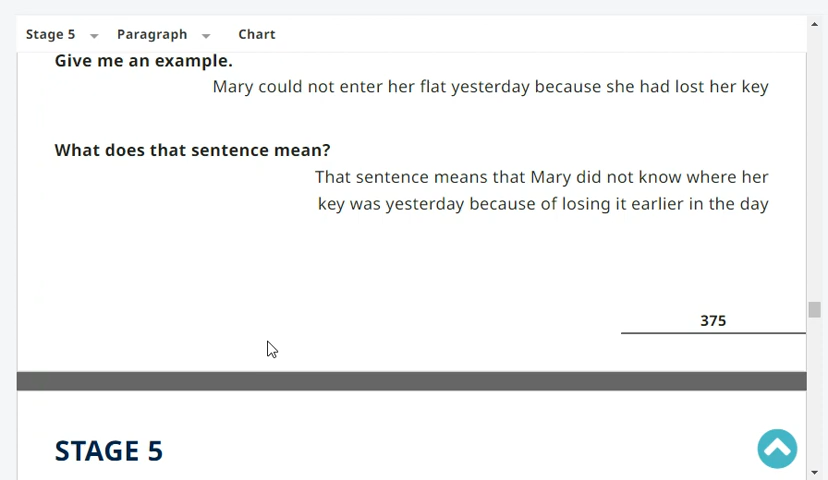 Stage 5 Paragraph Chart
Give me an example.
Mary could not enter her flat yesterday because she had lost her key
What does that sentence mean?
That sentence means that Mary did not know where her
key was yesterday because of losing it earlier in the day
375
STAGE 5